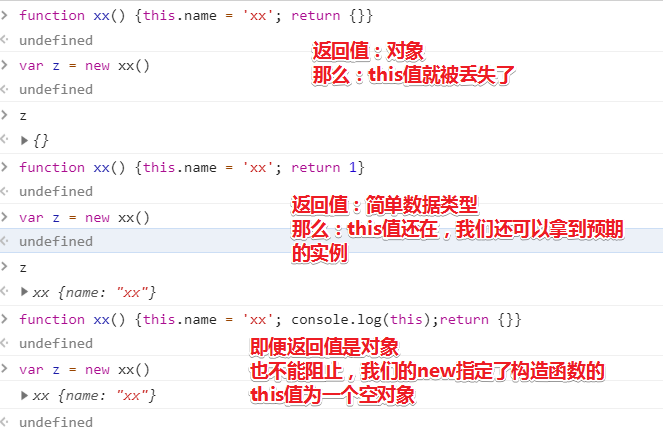 function xx() {this.name = 'xx'; return {}}
undefined
返回值：对象
那么：this值就被丢失了
var z = new xx()
undefined
z
{}
function xx() {this.name = 'xx'; return 1}
undefined
返回值：简单数据类型
那么：this值还在，我们还可以拿到预期
的实例
var z = new xx()
undefined
z
xx {name: "xx"}
function xx() {this.name = 'xx'; console.log(this);return {}}
undefined
即便返回值是对象
也不能阻止，我们的new指定了构造函数的
this值为一个空对象
var z = new xx()
xx {name: "xx"}
undefined